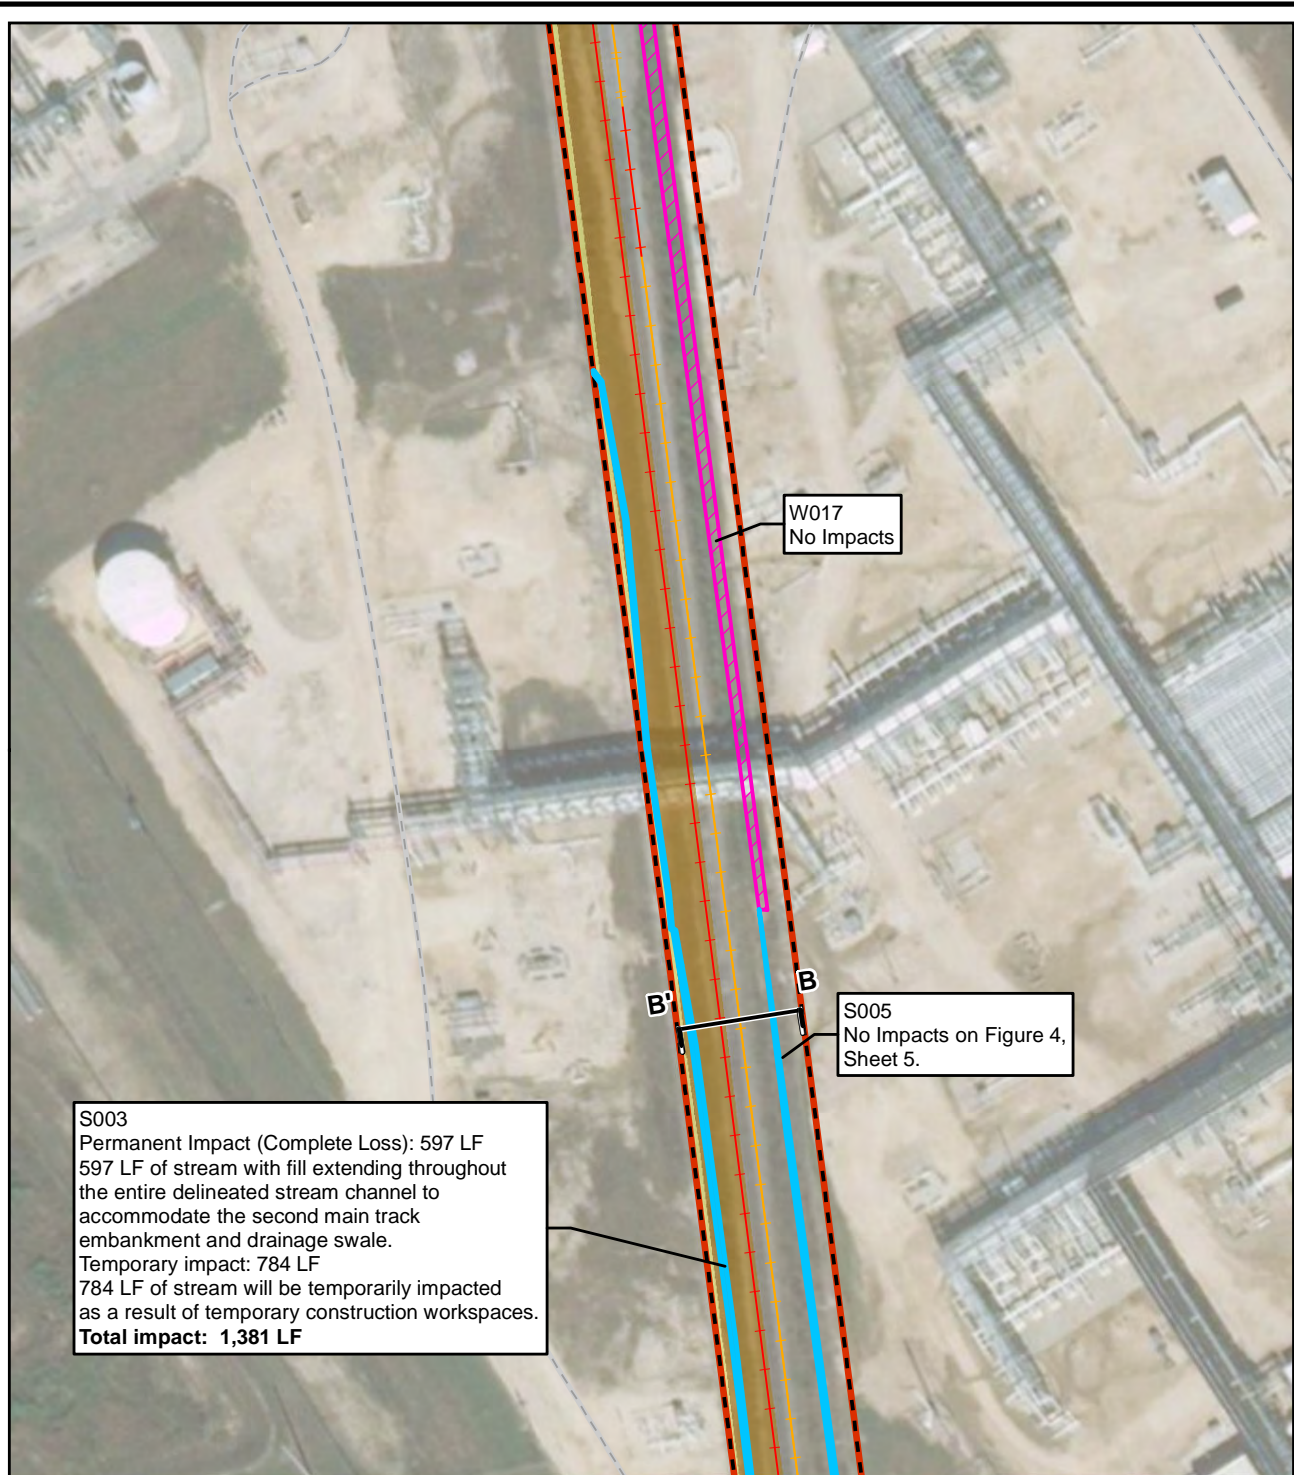 W017
No Impacts
B
B'
S005
No Impacts on Figure 4,
Sheet 5.
S003
Permanent Impact (Complete Loss): 597 LF
597 LF of stream with fill extending throughout
the entire delineated stream channel to
accommodate the second main track
embankment and drainage swale.
Temporary impact: 784 LF
784 LF of stream will be temporarily impacted
as a result of temporary construction workspaces.
Total impact: 1,381 LF